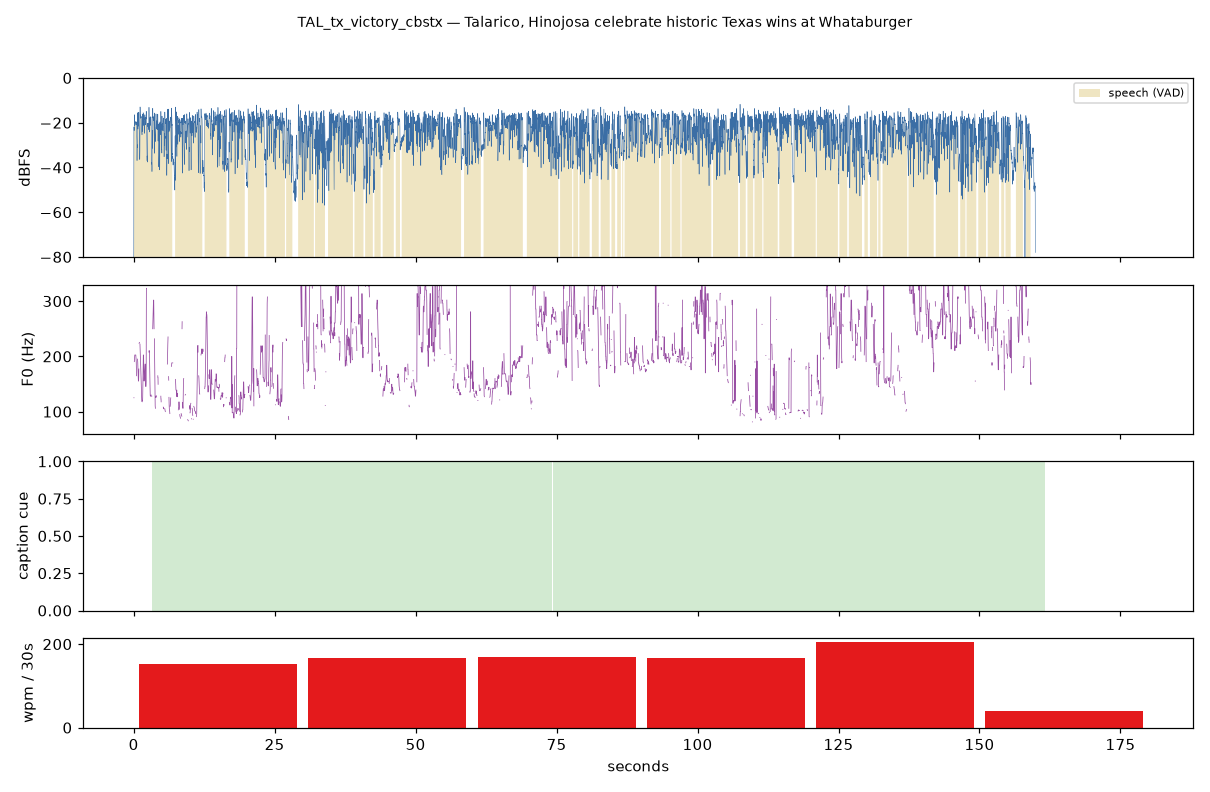 TAL_tx_victory_cbstx — Talarico, Hinojosa celebrate historic Texas wins at Whataburger
0
−20
−40
−60
−80
dBFS
speech (VAD)
300
200
100
F0 (Hz)
1.00
0.75
0.50
0.25
0.00
caption cue
200
0
wpm / 30s
0 25 50 75 100 125 150 175
seconds